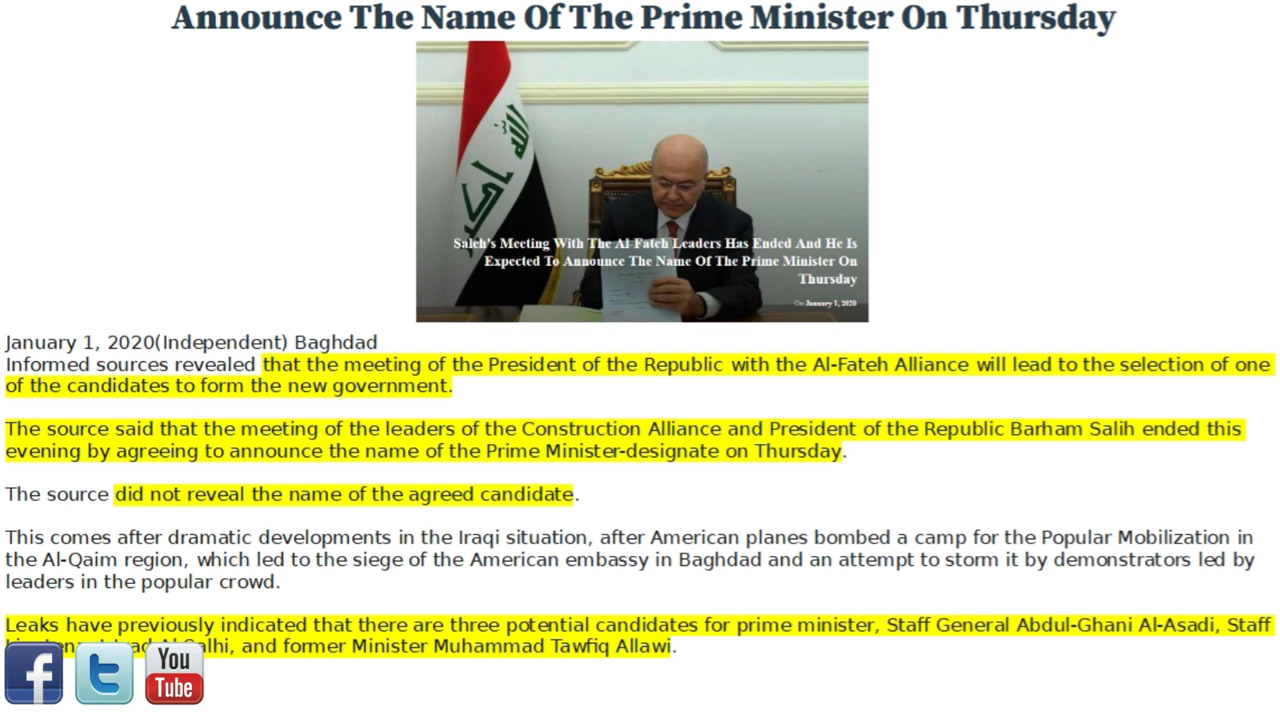 Announce The Name Of The Prime Minister On Thursday
الله اكبر
Saleh's Meeting With The Al-Fateh Leaders Has Ended And He Is
Expected To Announce The Name Of The Prime Minister On
Thursday
On January 1, 2020
January 1, 2020(Independent) Baghdad
Informed sources revealed that the meeting of the President of the Republic with the Al-Fateh Alliance will lead to the selection of one
of the candidates to form the new government.
The source said that the meeting of the leaders of the Construction Alliance and President of the Republic Barham Salih ended this
evening by agreeing to announce the name of the Prime Minister-designate on Thursday.
The source did not reveal the name of the agreed candidate.
This comes after dramatic developments in the Iraqi situation, after American planes bombed a camp for the Popular Mobilization in
the Al-Qaim region, which led to the siege of the American embassy in Baghdad and an attempt to storm it by demonstrators led by
leaders in the popular crowd.
Leaks have previously indicated that there are three potential candidates for prime minister, Staff General Abdul-Ghani Al-Asadi, Staff
and former Minister Muhammad Tawfiq Allawi.
f t You Tube